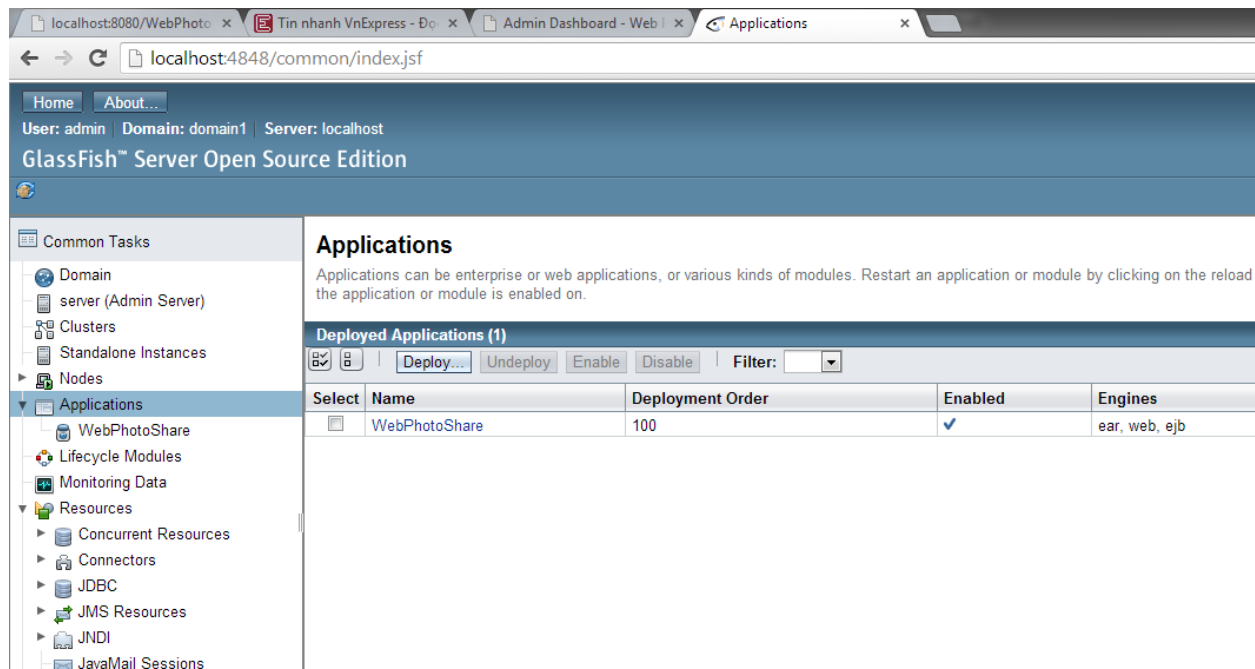 localhost:8080/WebPhoto
Tin nhanh VnExpress - Đọ
Admin Dashboard - Web
Applications
localhost:4848/common/index.jsf
Home About...
User: admin Domain: domain1 Server: localhost
GlassFish™ Server Open Source Edition
Common Tasks
Domain
server (Admin Server)
Clusters
Standalone Instances
Nodes
Applications
WebPhotoShare
Lifecycle Modules
Monitoring Data
Resources
Concurrent Resources
Connectors
JDBC
JMS Resources
JNDI
JavaMail Sessions
Applications
Applications can be enterprise or web applications, or various kinds of modules. Restart an application or module by clicking on the reload
the application or module is enabled on.
Deployed Applications (1)
Deploy... Undeploy Enable Disable Filter:
Select Name Deployment Order Enabled Engines
WebPhotoShare 100 ear, web, ejb